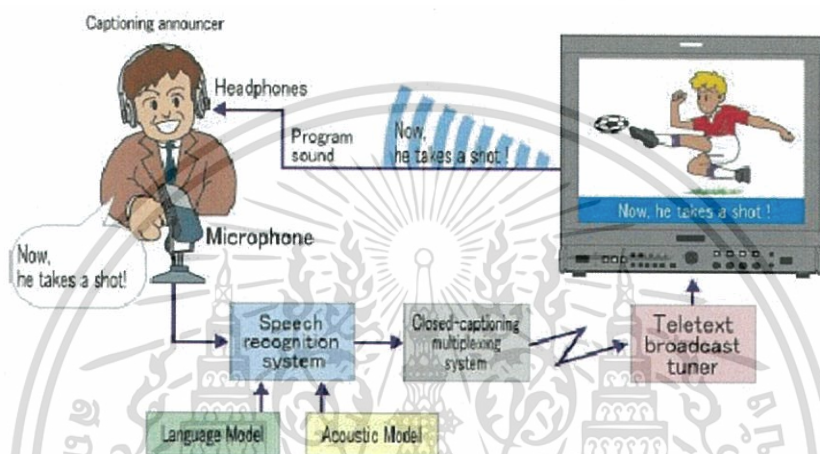 Captioning announcer
Headphones
Program
sound
Now,
he takes a shot !
Now, he takes a shot !
Now,
he takes a shot!
Microphone
Speech
recognition
system
Closed-captioning
multiplexing
system
Teletext
broadcast
tuner
Language Model
Acoustic Model